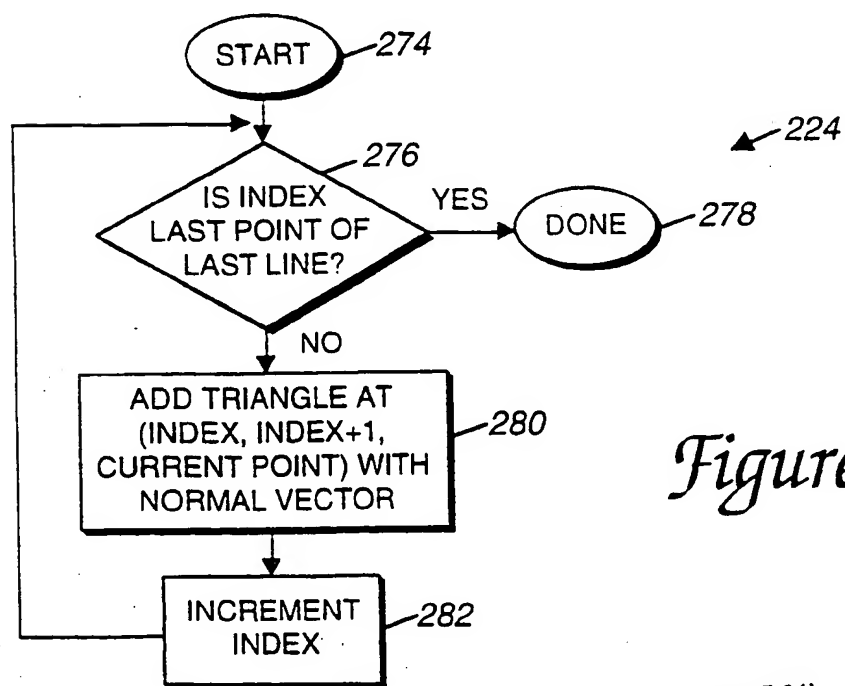 START
274
224
276
IS INDEX
LAST POINT OF
LAST LINE?
YES
DONE
278
NO
ADD TRIANGLE AT
(INDEX, INDEX+1,
CURRENT POINT) WITH
NORMAL VECTOR
280
Figure
INCREMENT
INDEX
282